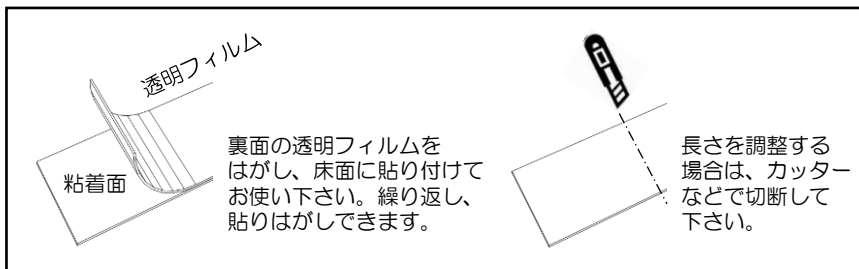 透明フィルム
粘着面
裏面の透明フィルムを
はがし、床面に貼り付けて
お使い下さい。繰り返し、
貼りはがしできます。
長さを調整する
場合は、カッター
などで切断して
下さい。